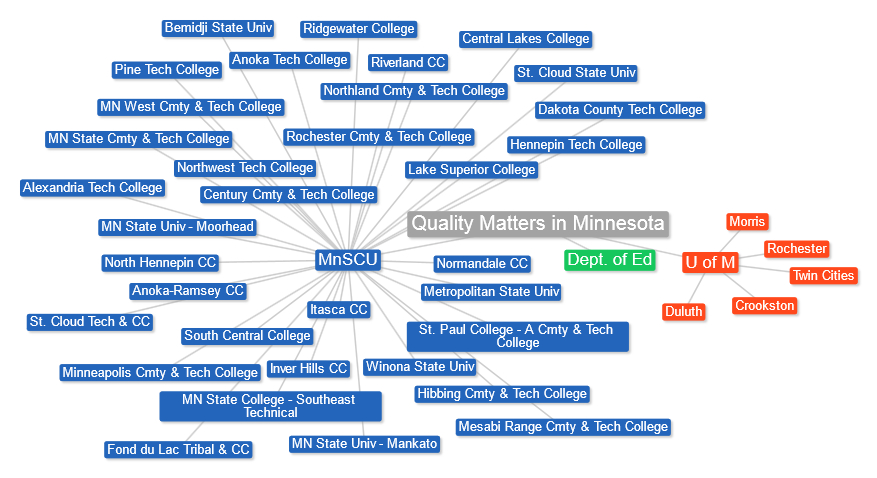 Bemidji State Univ
Ridgewater College
Central Lakes College
Anoka Tech College
Riverland CC
Pine Tech College
St. Cloud State Univ
Northland Cmty & Tech College
MN West Cmty & Tech College
Dakota County Tech College
Rochester Cmty & Tech College
MN State Cmty & Tech College
Hennepin Tech College
Northwest Tech College
Lake Superior College
Alexandria Tech College
Century Cmty & Tech College
Quality Matters in Minnesota
Morris
MN State Univ - Moorhead
Rochester
MnSCU
Dept. of Ed
U of M
North Hennepin CC
Normandale CC
Twin Cities
Anoka-Ramsey CC
Metropolitan State Univ
Crookston
Itasca CC
Duluth
St. Cloud Tech & CC
South Central College
St. Paul College - A Cmty & Tech
College
Winona State Univ
Inver Hills CC
Minneapolis Cmty & Tech College
Hibbing Cmty & Tech College
MN State College - Southeast
Technical
Mesabi Range Cmty & Tech College
MN State Univ - Mankato
Fond du Lac Tribal & CC